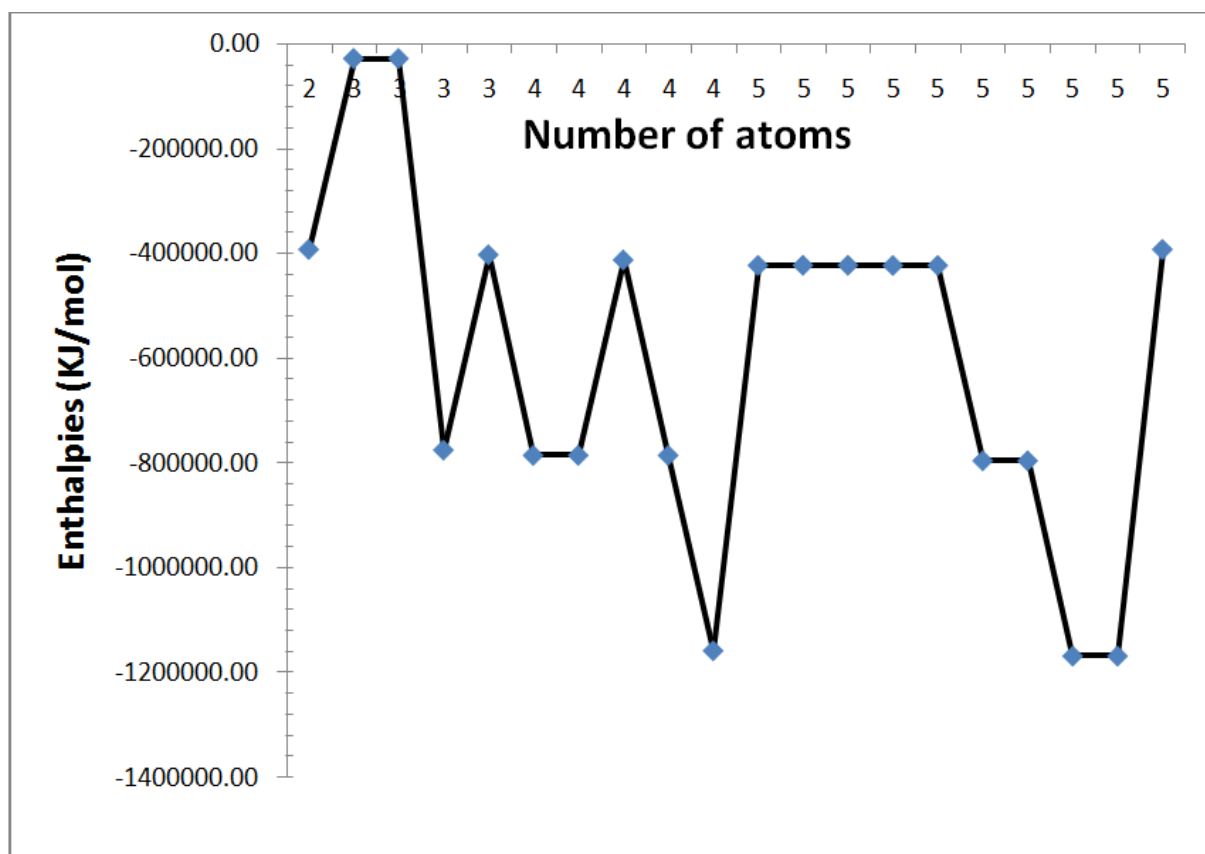 0.00
2 3 3 3 3 4 4 4 4 4 5 5 5 5 5 5 5 5 5 5
Number of atoms
-200000.00
-400000.00
-600000.00
-800000.00
-1000000.00
-1200000.00
-1400000.00
Enthalpies (KJ/mol)